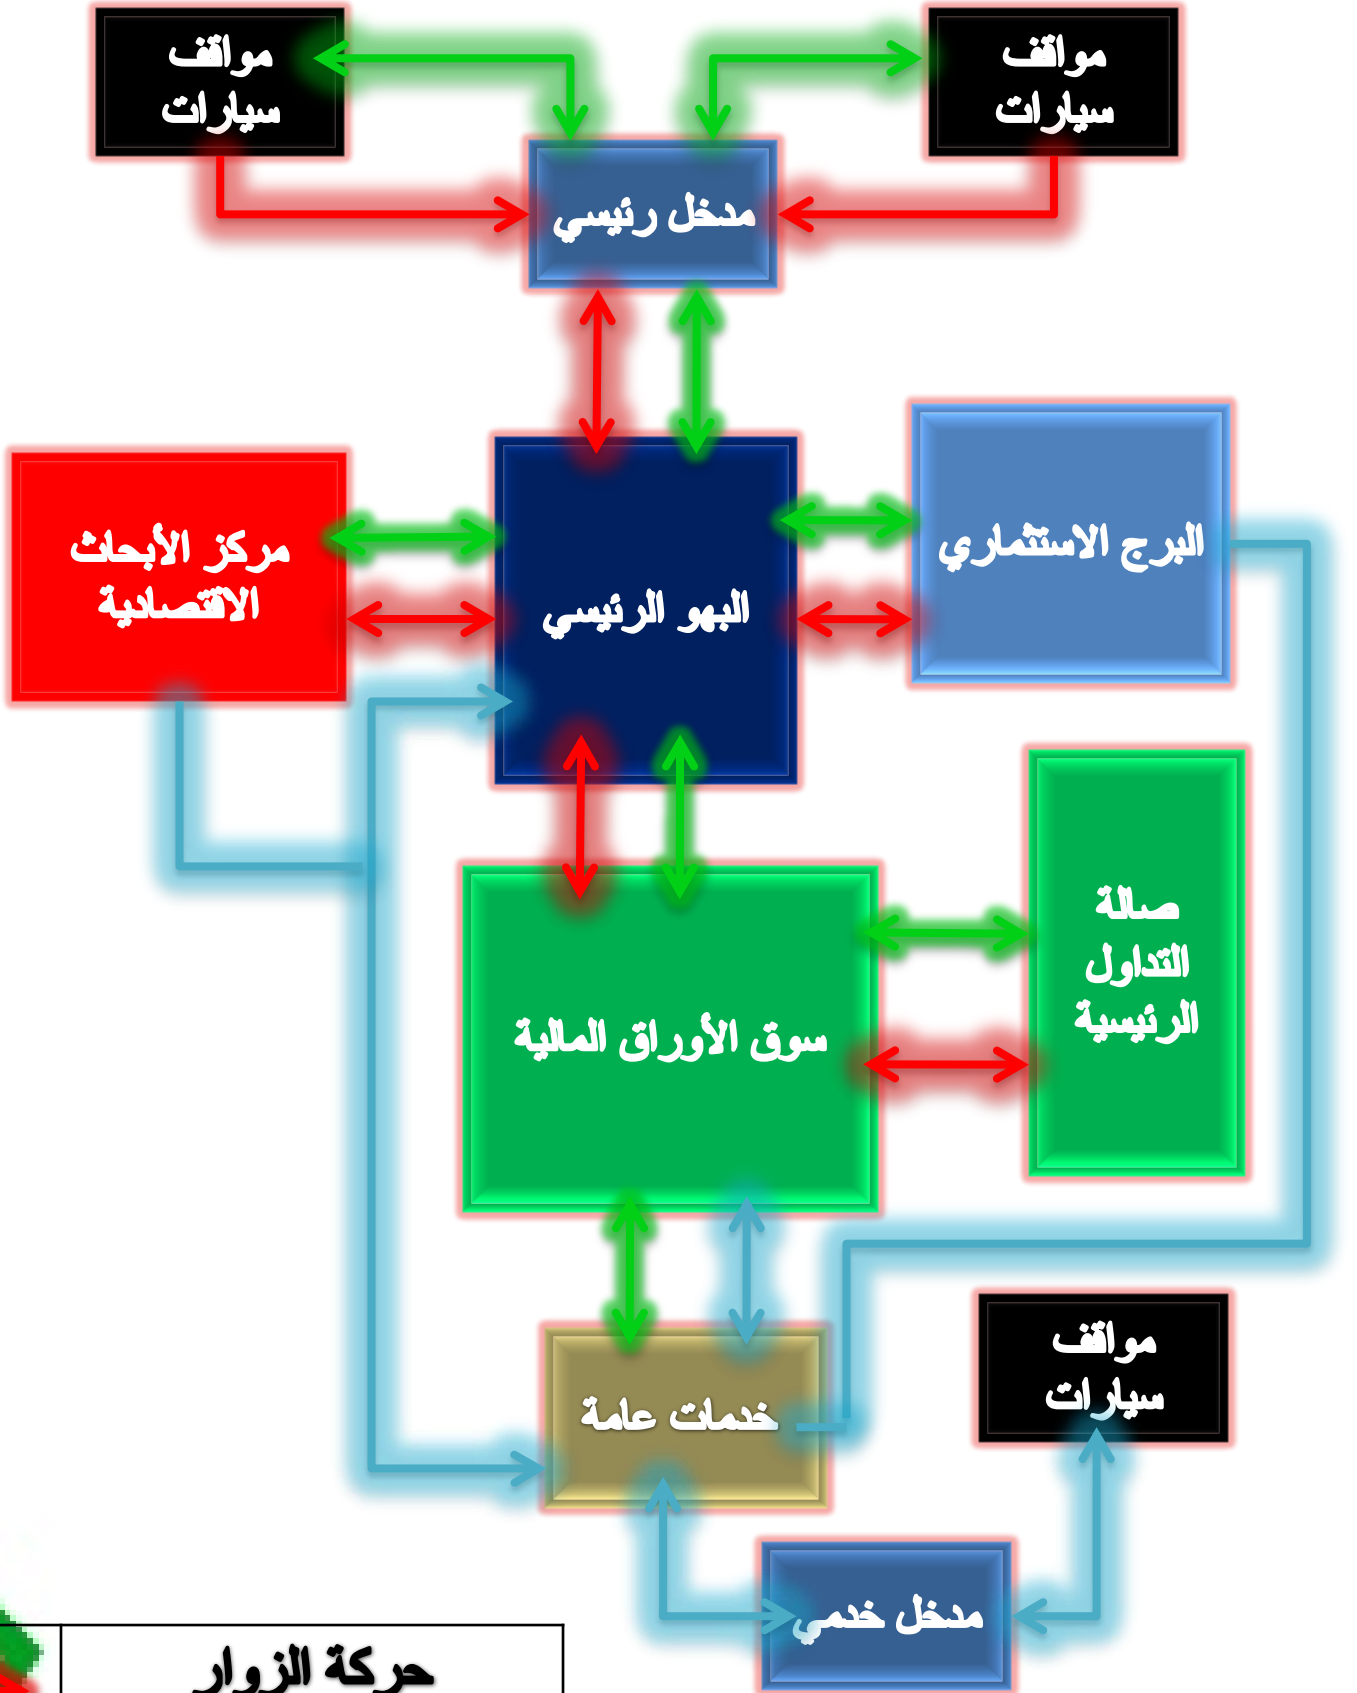 مواقف
سيارات
مواقف
سيارات
مدخل رئيسي
البرج الاستثماري
مركز الأبحاث
الاقتصادية
البهو الرئيسي
صالة
التداول
الرئيسية
سوق الأوراق المالية
مواقف
سيارات
خدمات عامة
مدخل خدمي
حركة الزوار